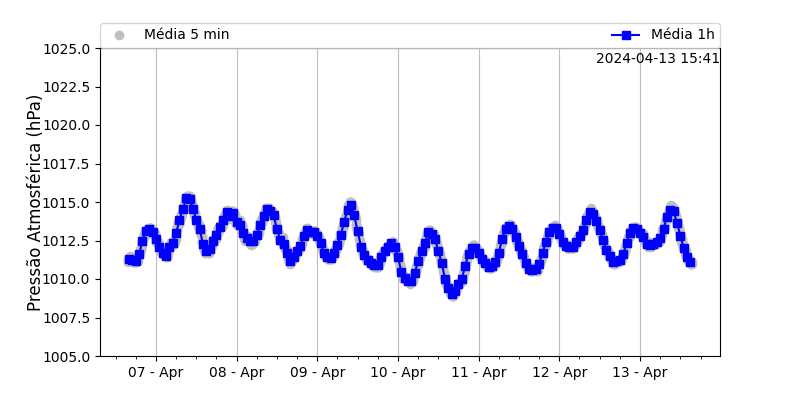 Média 5 min
Média 1h
2024-04-13 15:41
Pressão Atmosférica (hPa)
1025.0
1022.5
1020.0
1017.5
1015.0
1012.5
1010.0
1007.5
1005.0
07 - Apr
08 - Apr
09 - Apr
10 - Apr
11 - Apr
12 - Apr
13 - Apr